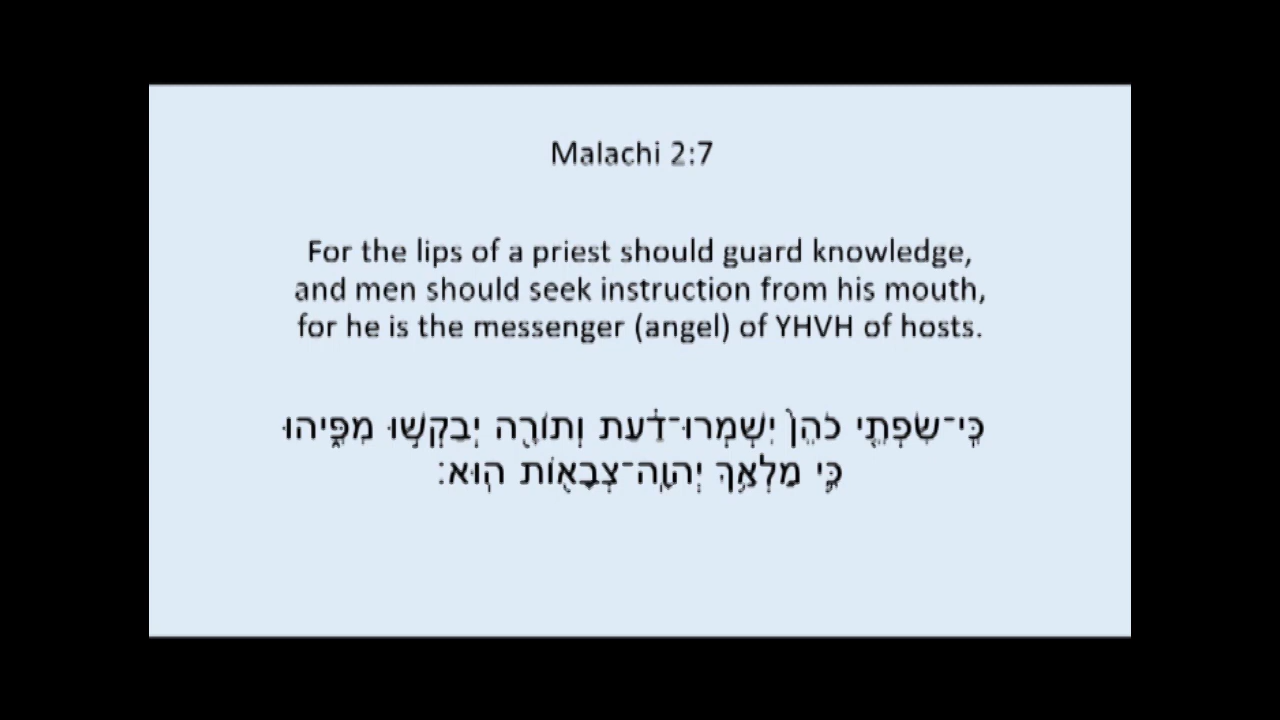 Malachi 2:7
For the lips of a priest should guard knowledge,
and men should seek instruction from his mouth,
for he is the messenger (angel) of YHVH of hosts.
כִּֽי־שִׂפְתֵ֤י כֹהֵן֙ יִשְׁמְרוּ־דַ֔עַת וְתוֹרָ֖ה יְבַקְשׁ֣וּ מִפִּ֑יהוּ
כִּ֛י מַלְאַ֥ךְ יְהוָֽה־צְבָא֖וֹת הֽוּא׃